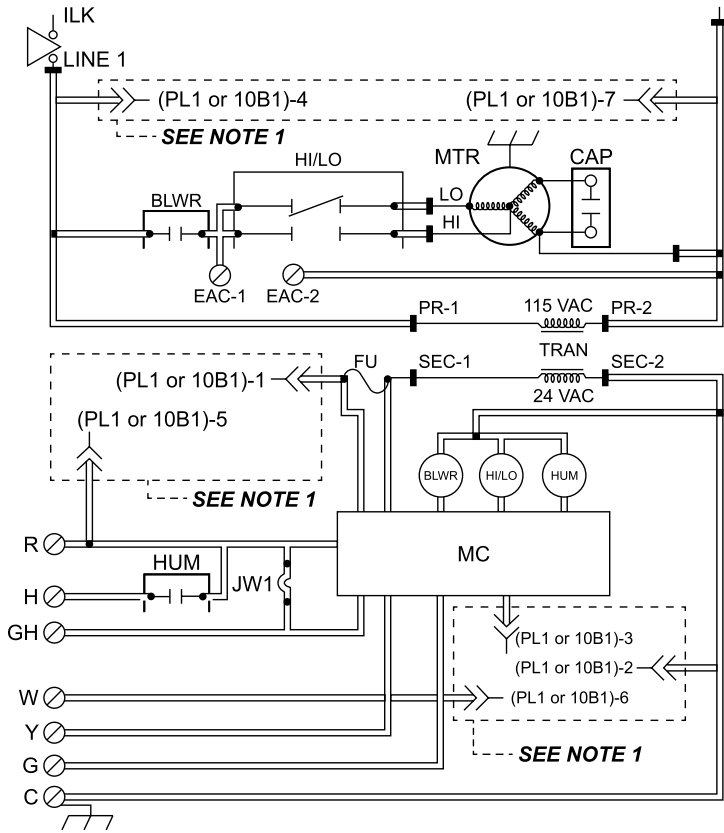 ILK
LINE 1
(PL1 or 10B1)-4
(PL1 or 10B1)-7
SEE NOTE 1
MTR
CAP
HI/LO
LO
BLWR
HI
EAC-1
EAC-2
PR-1
115 VAC
PR-2
TRAN
FU
SEC-1
SEC-2
(PL1 or 10B1)-1
24 VAC
(PL1 or 10B1)-5
BLWR
HI/LO
HUM
SEE NOTE 1
R
MC
HUM
JW1
H
GH
(PL1 or 10B1)-3
(PL1 or 10B1)-2
W
(PL1 or 10B1)-6
Y
SEE NOTE 1
G
C